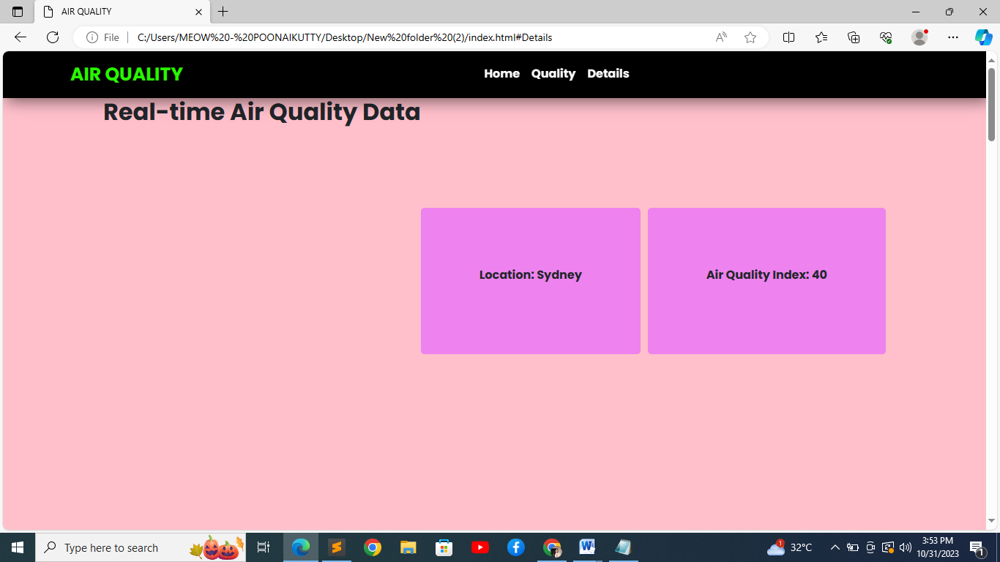 AIR QUALITY
File
C:/Users/MEOW%20-%20POONAIKUTTY/Desktop/New%20folder%20(2)/index.html#Details
AIR QUALITY
Home Quality Details
Real-time Air Quality Data
Location: Sydney
Air Quality Index: 40
Type here to search
1
32°C
3:53 PM
10/31/2023
1